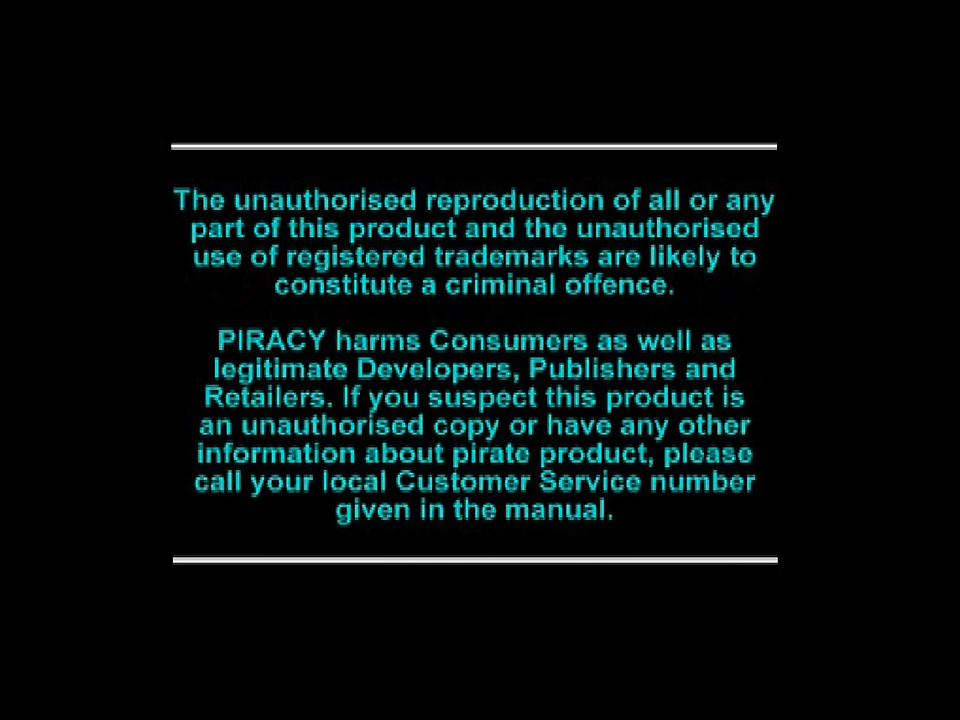 The unauthorised reproduction of all or any
part of this product and the unauthorised
use of registered trademarks are likely to
constitute a criminal offence.
PIRACY harms Consumers as well as
legitimate Developers, Publishers and
Retailers. If you suspect this product is
an unauthorised copy or have any other
information about pirate product, please
call your local Customer Service number
given in the manual.